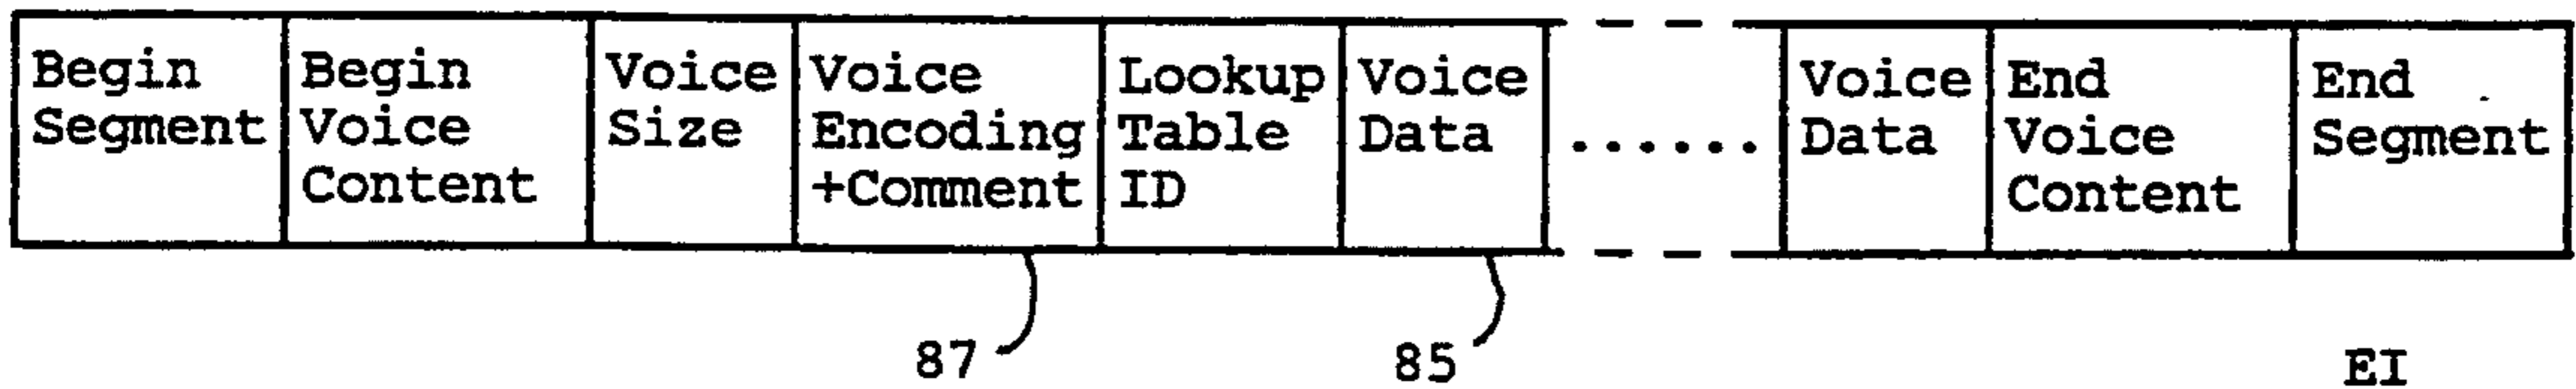 Begin
Segment
Begin
Voice
Content
Voice
Size
Voice
Encoding
+Comment
Lookup
Table
ID
Voice
Data
......
Voice
Data
End
Voice
Content
End
Segment
87
85
EI